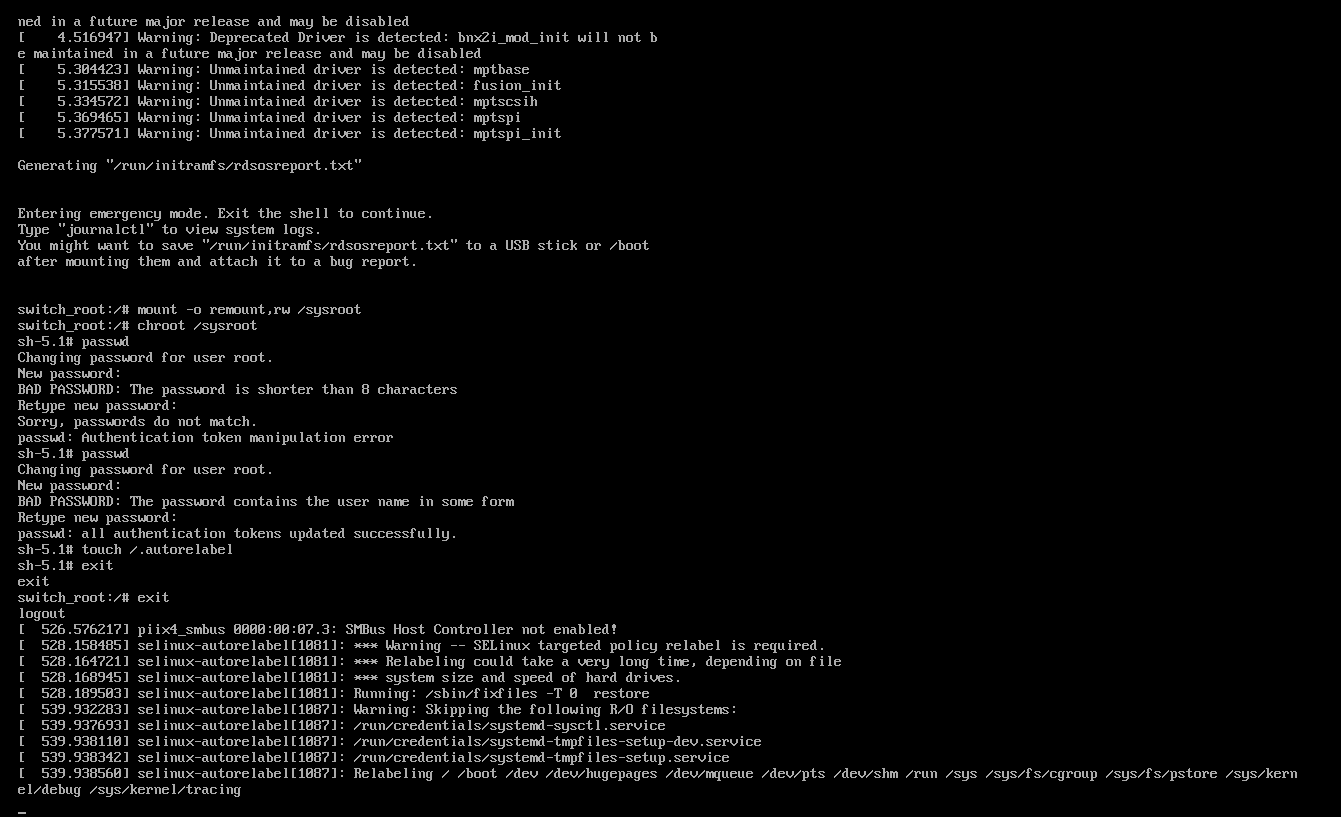 ned in a future major release and may be disabled
[    4.516947] Warning: Deprecated Driver is detected: bnx2i_mod_init will not b
e maintained in a future major release and may be disabled
[    5.304423] Warning: Unmaintained driver is detected: mptbase
[    5.315538] Warning: Unmaintained driver is detected: fusion_init
[    5.334572] Warning: Unmaintained driver is detected: mptscsih
[    5.369465] Warning: Unmaintained driver is detected: mptspi
[    5.377571] Warning: Unmaintained driver is detected: mptspi_init
Generating "/run/initramfs/rdsosreport.txt"
Entering emergency mode. Exit the shell to continue.
Type "journalctl" to view system logs.
You might want to save "/run/initramfs/rdsosreport.txt" to a USB stick or /boot
after mounting them and attach it to a bug report.
switch_root:/# mount -o remount,rw /sysroot
switch_root:/# chroot /sysroot
sh-5.1# passwd
Changing password for user root.
New password:
BAD PASSWORD: The password is shorter than 8 characters
Retype new password:
Sorry, passwords do not match.
passwd: Authentication token manipulation error
sh-5.1# passwd
Changing password for user root.
New password:
BAD PASSWORD: The password contains the user name in some form
Retype new password:
passwd: all authentication tokens updated successfully.
sh-5.1# touch /.autorelabel
sh-5.1# exit
exit
switch_root:/# exit
logout
[  526.576217] piix4_smbus 0000:00:07.3: SMBus Host Controller not enabled!
[  528.158485] selinux-autorelabel[1081]: *** Warning -- SELinux targeted policy relabel is required.
[  528.164721] selinux-autorelabel[1081]: *** Relabeling could take a very long time, depending on file
[  528.168945] selinux-autorelabel[1081]: *** system size and speed of hard drives.
[  528.189503] selinux-autorelabel[1081]: Running: /sbin/fixfiles -T 0  restore
[  539.932283] selinux-autorelabel[1087]: Warning: Skipping the following R/O filesystems:
[  539.937693] selinux-autorelabel[1087]: /run/credentials/systemd-sysctl.service
[  539.938110] selinux-autorelabel[1087]: /run/credentials/systemd-tmpfiles-setup-dev.service
[  539.938342] selinux-autorelabel[1087]: /run/credentials/systemd-tmpfiles-setup.service
[  539.938560] selinux-autorelabel[1087]: Relabeling / /boot /dev /dev/hugepages /dev/mqueue /dev/pts /dev/shm /run /sys /sys/fs/cgroup /sys/fs/pstore /sys/kern
el/debug /sys/kernel/tracing